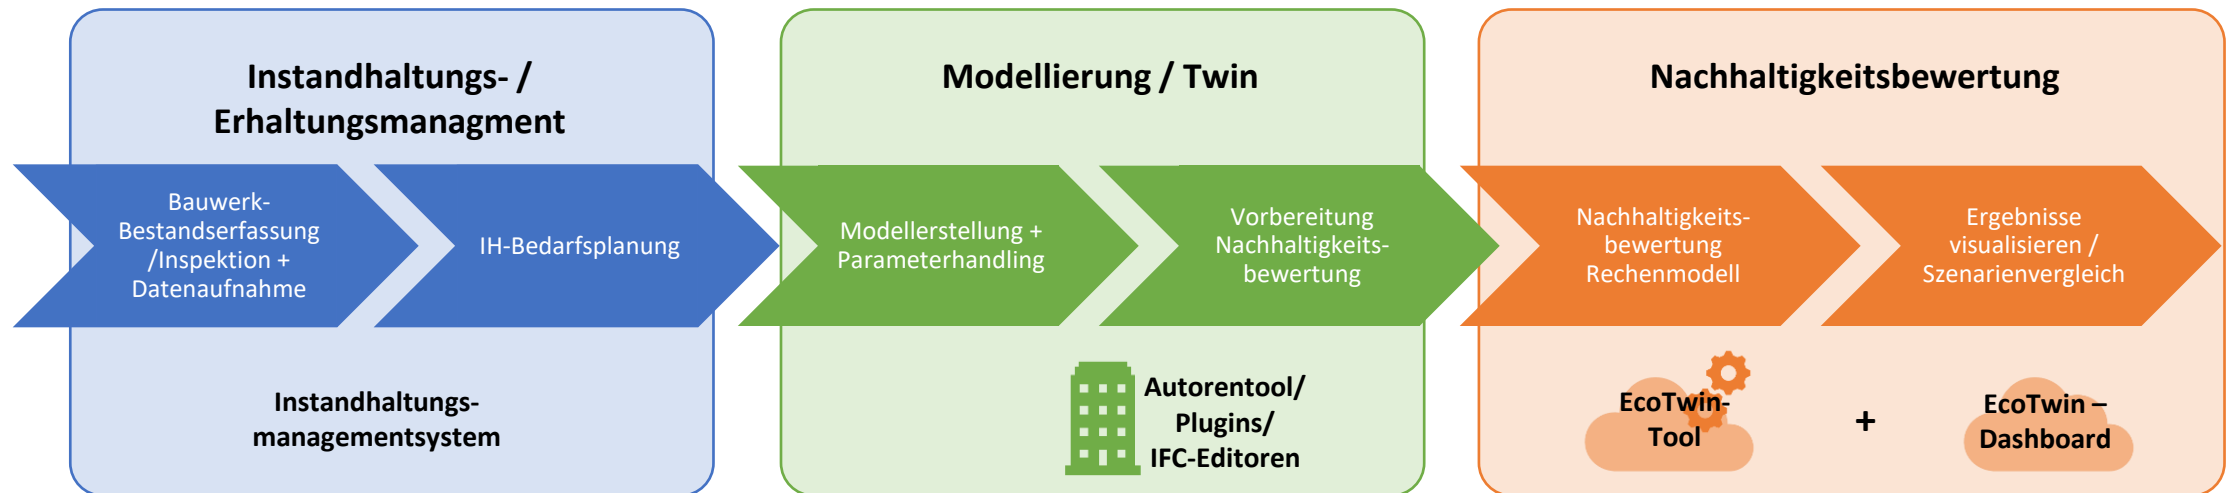 Instandhaltungs- /
Erhaltungsmanagment
Modellierung / Twin
Nachhaltigkeitsbewertung
Bauwerk-
Bestandserfassung
/Inspektion +
Datenaufnahme
IH-Bedarfsplanung
Modellerstellung +
Parameterhandling
Vorbereitung
Nachhaltigkeits-
bewertung
Nachhaltigkeits-
bewertung
Rechenmodell
Ergebnisse
visualisieren /
Szenarienvergleich
Instandhaltungs-
managementsystem
Autorentool/
Plugins/
IFC-Editoren
EcoTwin-
Tool
+
EcoTwin –
Dashboard